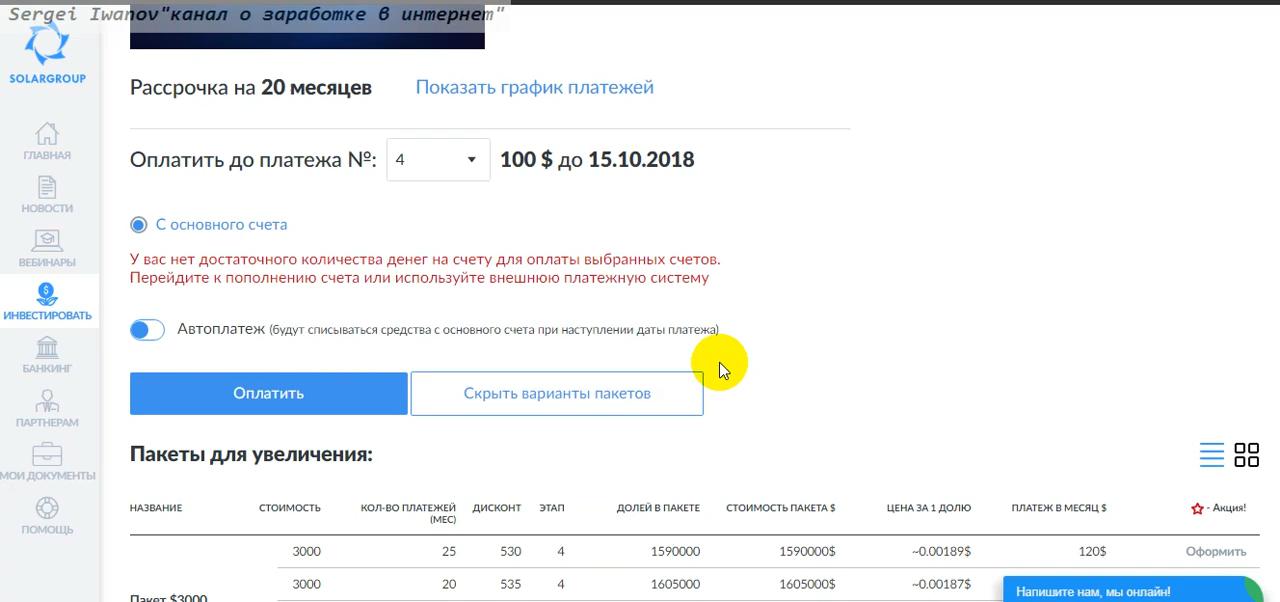 Sergei Iwanov"канал о заработке в интернет"
SOLARGROUP
ГЛАВНАЯ
НОВОСТИ
ВЕБИНАРЫ
ИНВЕСТИРОВАТЬ
БАНКИНГ
ПАРТНЕРАМ
МОИ ДОКУМЕНТЫ
ПОМОЩЬ
Рассрочка на 20 месяцев Показать график платежей
Оплатить до платежа №: 4 100 $ до 15.10.2018
С основного счета
У вас нет достаточного количества денег на счету для оплаты выбранных счетов.
Перейдите к пополнению счета или используйте внешнюю платежную систему
Автоплатеж (будут списываться средства с основного счета при наступлении даты платежа)
Оплатить Скрыть варианты пакетов
Пакеты для увеличения:
НАЗВАНИЕ СТОИМОСТЬ КОЛ-ВО ПЛАТЕЖЕЙ (МЕС) ДИСКОНТ ЭТАП ДОЛЕЙ В ПАКЕТЕ СТОИМОСТЬ ПАКЕТА $ ЦЕНА ЗА 1 ДОЛЮ ПЛАТЕЖ В МЕСЯЦ $ - Акция!
3000 25 530 4 1590000 1590000$ ~0.00189$ 120$ Оформить
3000 20 535 4 1605000 1605000$ ~0.00187$
Пакет $3000
Напишите нам, мы онлайн!